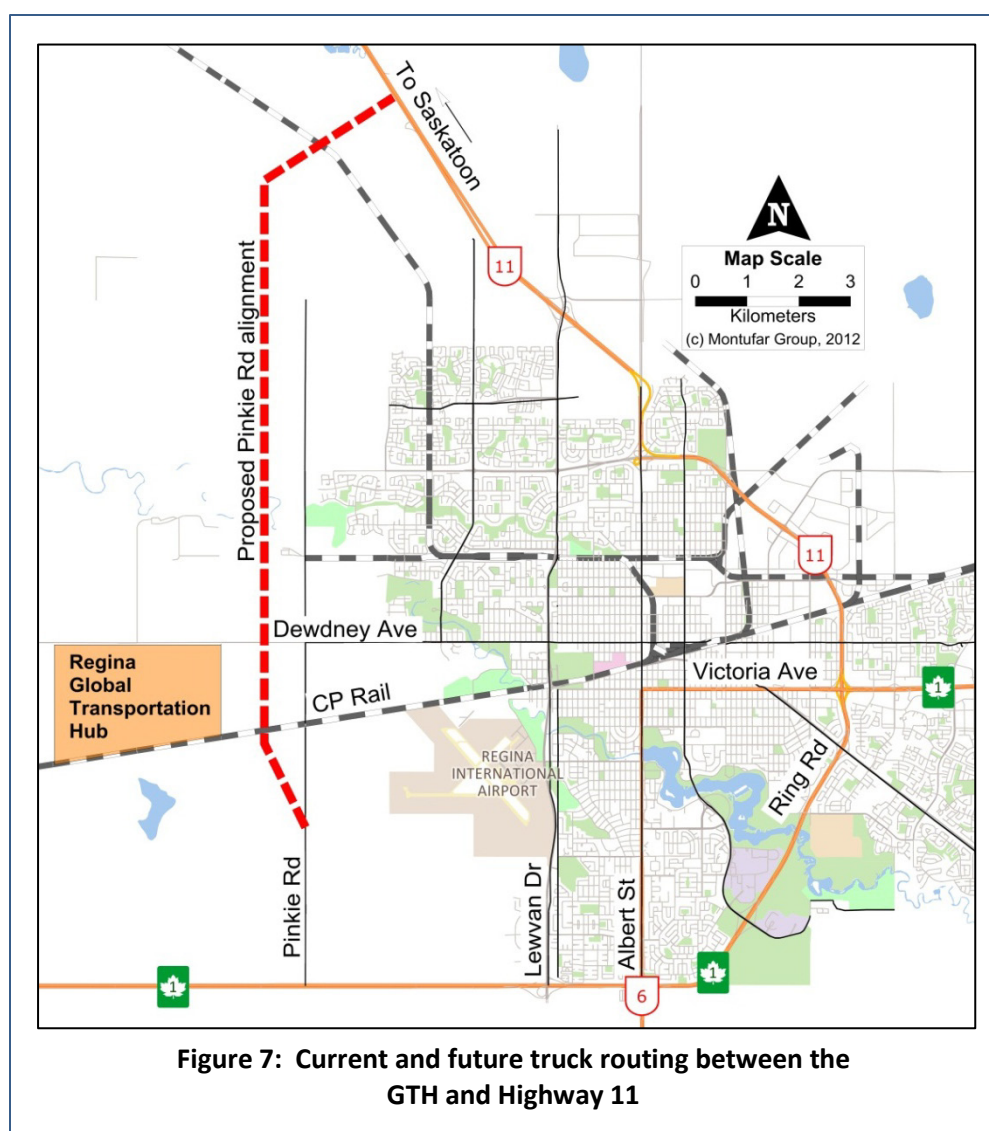 To Saskatoon
N
Map Scale
0 1 2 3
Kilometers
(c) Montufar Group, 2012
11
Proposed Pinkie Rd alignment
11
Dewdney Ave
Regina
Global
Transportation
Hub
CP Rail
Victoria Ave
1
REGINA
INTERNATIONAL
AIRPORT
Ring Rd
Pinkie Rd
Lewvan Dr
Albert St
1
6
1
Figure 7: Current and future truck routing between the
GTH and Highway 11